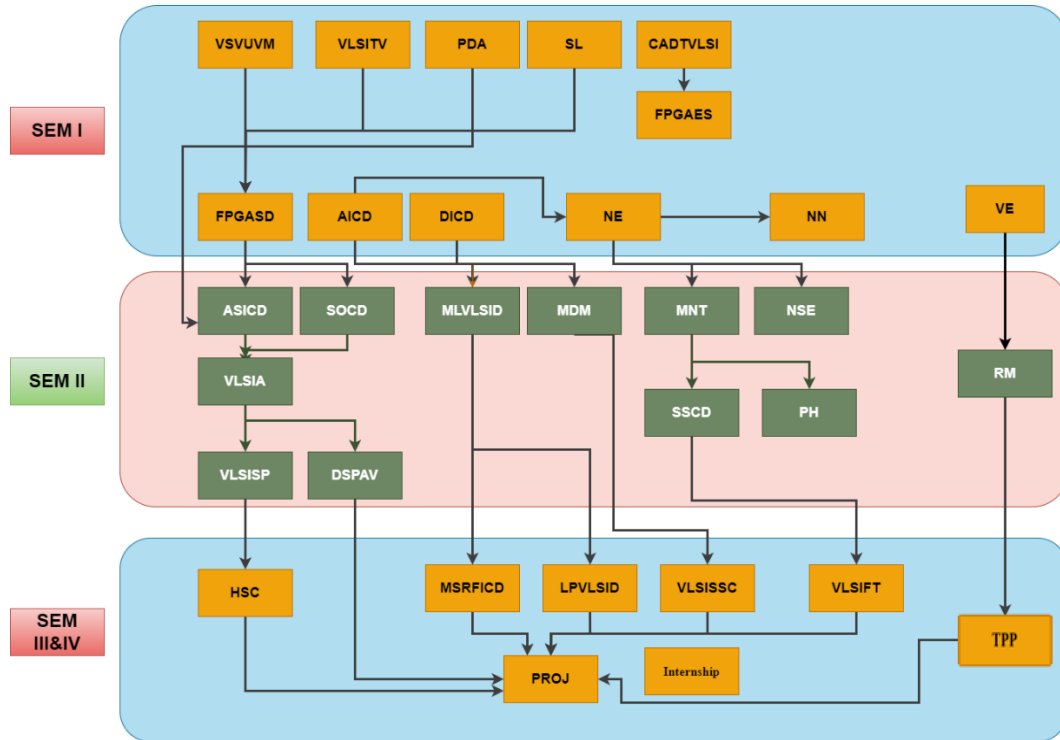 VSVUVM
VLSITV
PDA
SL
CADTVLSI
SEM I
FPGAES
FPGASD
AICD
DICD
NE
NN
VE
ASICD
SOCD
MLVLSID
MDM
MNT
NSE
SEM II
VLSIA
RM
SSCD
PH
VLSISP
DSPAV
SEM
III&IV
HSC
MSRFICD
LPVLSID
VLSISSC
VLSIFT
TPP
PROJ
Internship